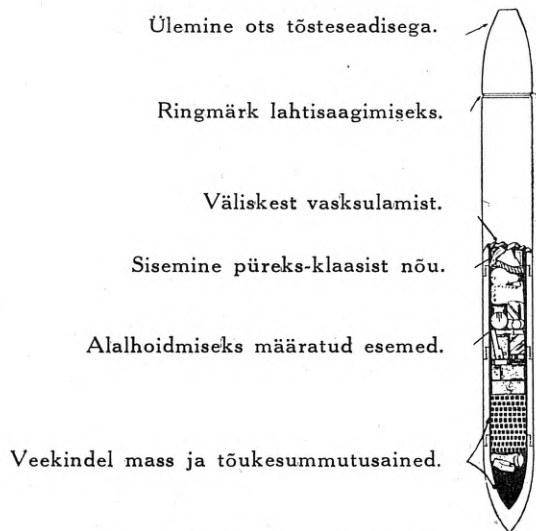 Ülemine ots tõsteseadisega.
Ringmärk lahtisaagimiseks.
Väliskest vasksulamist.
Sisemine püreks-klaasist nõu.
Alalhoidmiseks määratud esemed.
Veekindel mass ja tõukesummutusained.